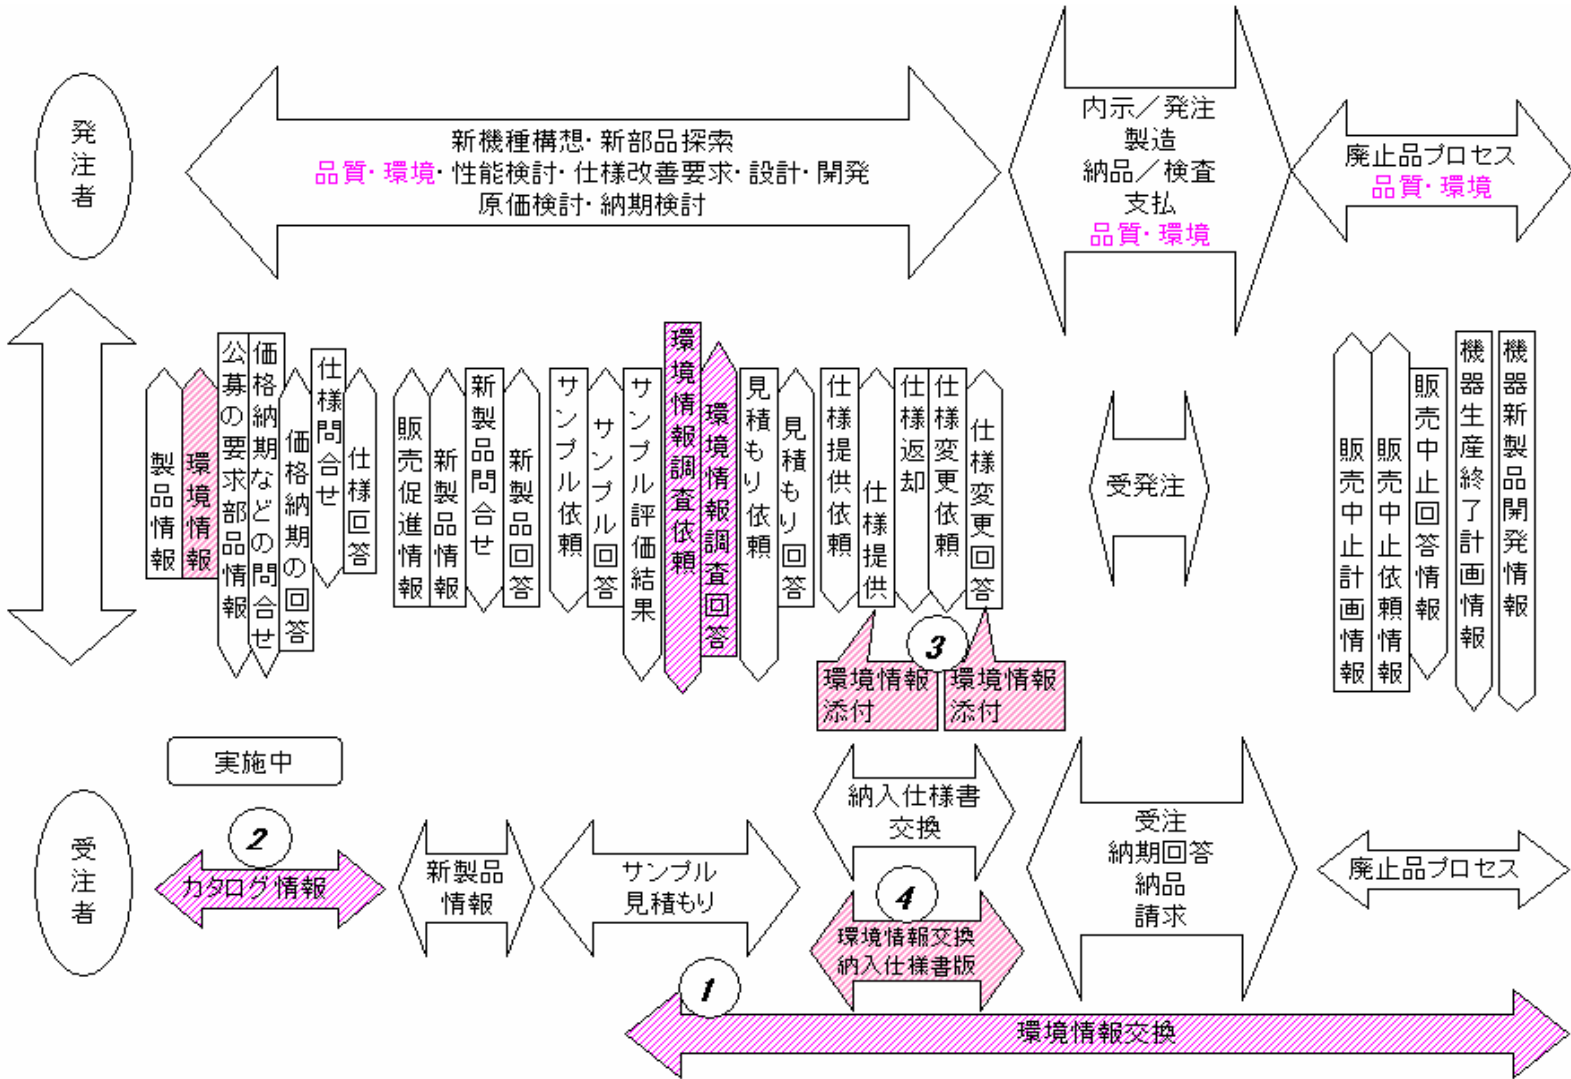 発注者
新機種構想・新部品探索
品質・環境・性能検討・仕様改善要求・設計・開発
原価検討・納期検討
内示／発注
製造
納品／検査
支払
品質・環境
廃止品プロセス
品質・環境
製品情報
環境情報
公募の要求部品情報
価格納期などの問合せ
価格納期の回答
仕様問合せ
仕様回答
販売促進情報
新製品情報
新製品問合せ
新製品回答
サンプル依頼
サンプル回答
サンプル評価結果
環境情報調査依頼
環境情報調査回答
見積もり依頼
見積もり回答
仕様提供依頼
仕様提供
仕様返却
仕様変更依頼
仕様変更回答
受発注
販売中止計画情報
販売中止依頼情報
販売中止回答情報
機器生産終了計画情報
機器新製品開発情報
3
環境情報
添付
環境情報
添付
実施中
受注者
2
カタログ情報
新製品
情報
サンプル
見積もり
納入仕様書
交換
4
環境情報交換
納入仕様書版
受注
納期回答
納品
請求
廃止品プロセス
1
環境情報交換